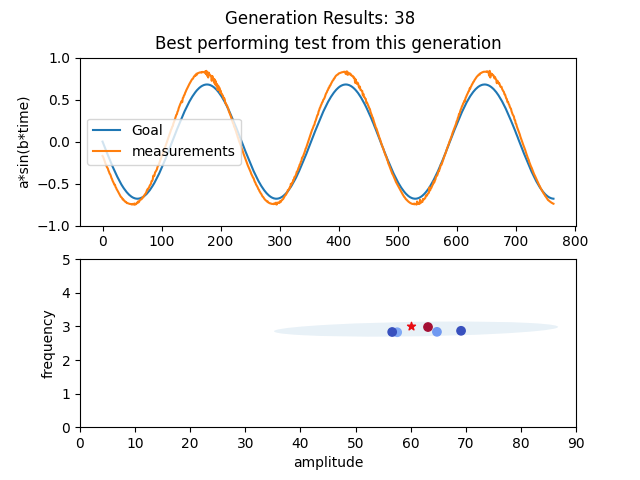 Generation Results: 38
Best performing test from this generation
1.0
0.5
0.0
−0.5
−1.0
a*sin(b*time)
Goal
measurements
0 100 200 300 400 500 600 700 800
5
4
3
2
1
0
frequency
0 10 20 30 40 50 60 70 80 90
amplitude